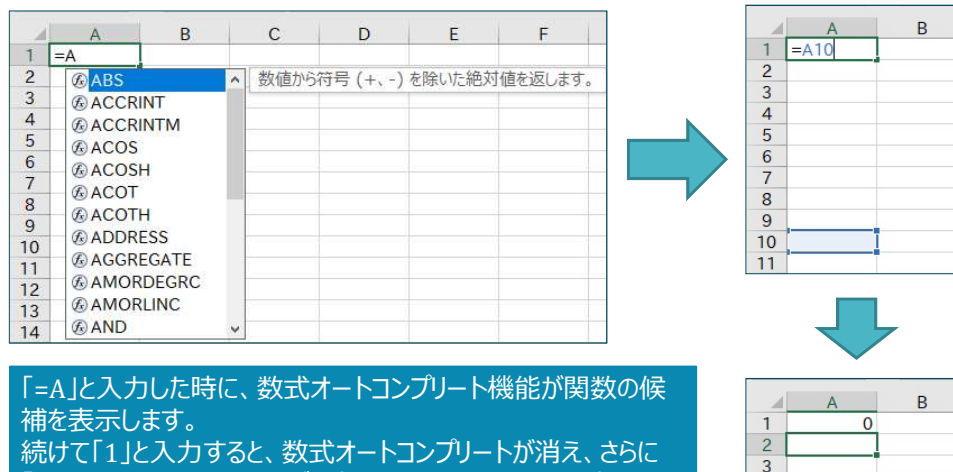 A B C D E F
1 =A
2 ABS 数値から符号 (+、-) を除いた絶対値を返します。
3 ACCRINT
4 ACCRINTM
5 ACOS
6 ACOSH
7 ACOT
8 ACOTH
9 ADDRESS
10 AGGREGATE
11 AMORDEGRC
12 AMORLINC
13 AND
14
A B
1 =A10
2
3
4
5
6
7
8
9
10
11
「=A」と入力した時に、数式オートコンプリート機能が関数の候
補を表示します。
続けて「1」と入力すると、数式オートコンプリートが消え、さらに
A B
1 0
2
3